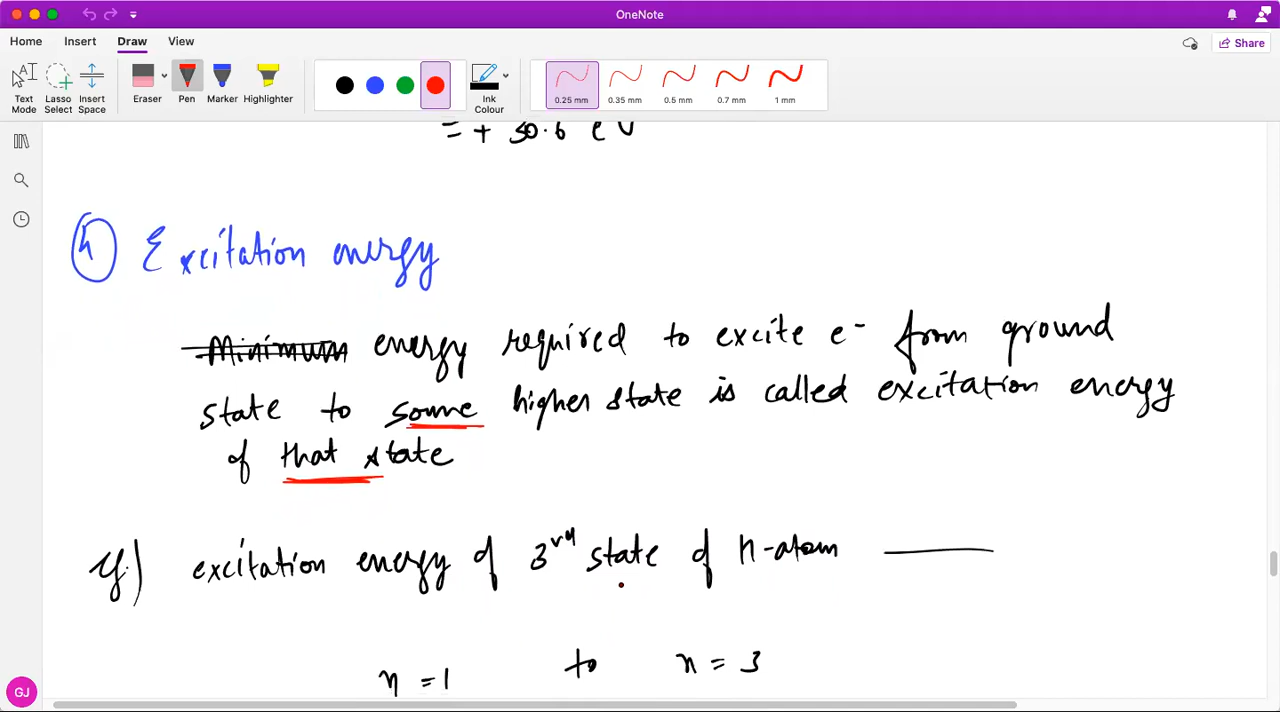 OneNote
Home Insert Draw View
Share
Text Mode
Lasso Select
Insert Space
Eraser
Pen
Marker
Highlighter
Ink Colour
0.25 mm
0.35 mm
0.5 mm
0.7 mm
1 mm
= + 30.6 eV
h Excitation energy
Minimum energy required to excite e- from ground
state to some higher state is called excitation energy
of that state
eg) excitation energy of 3rd state of H-atom
n = 1 to n = 3
GJ